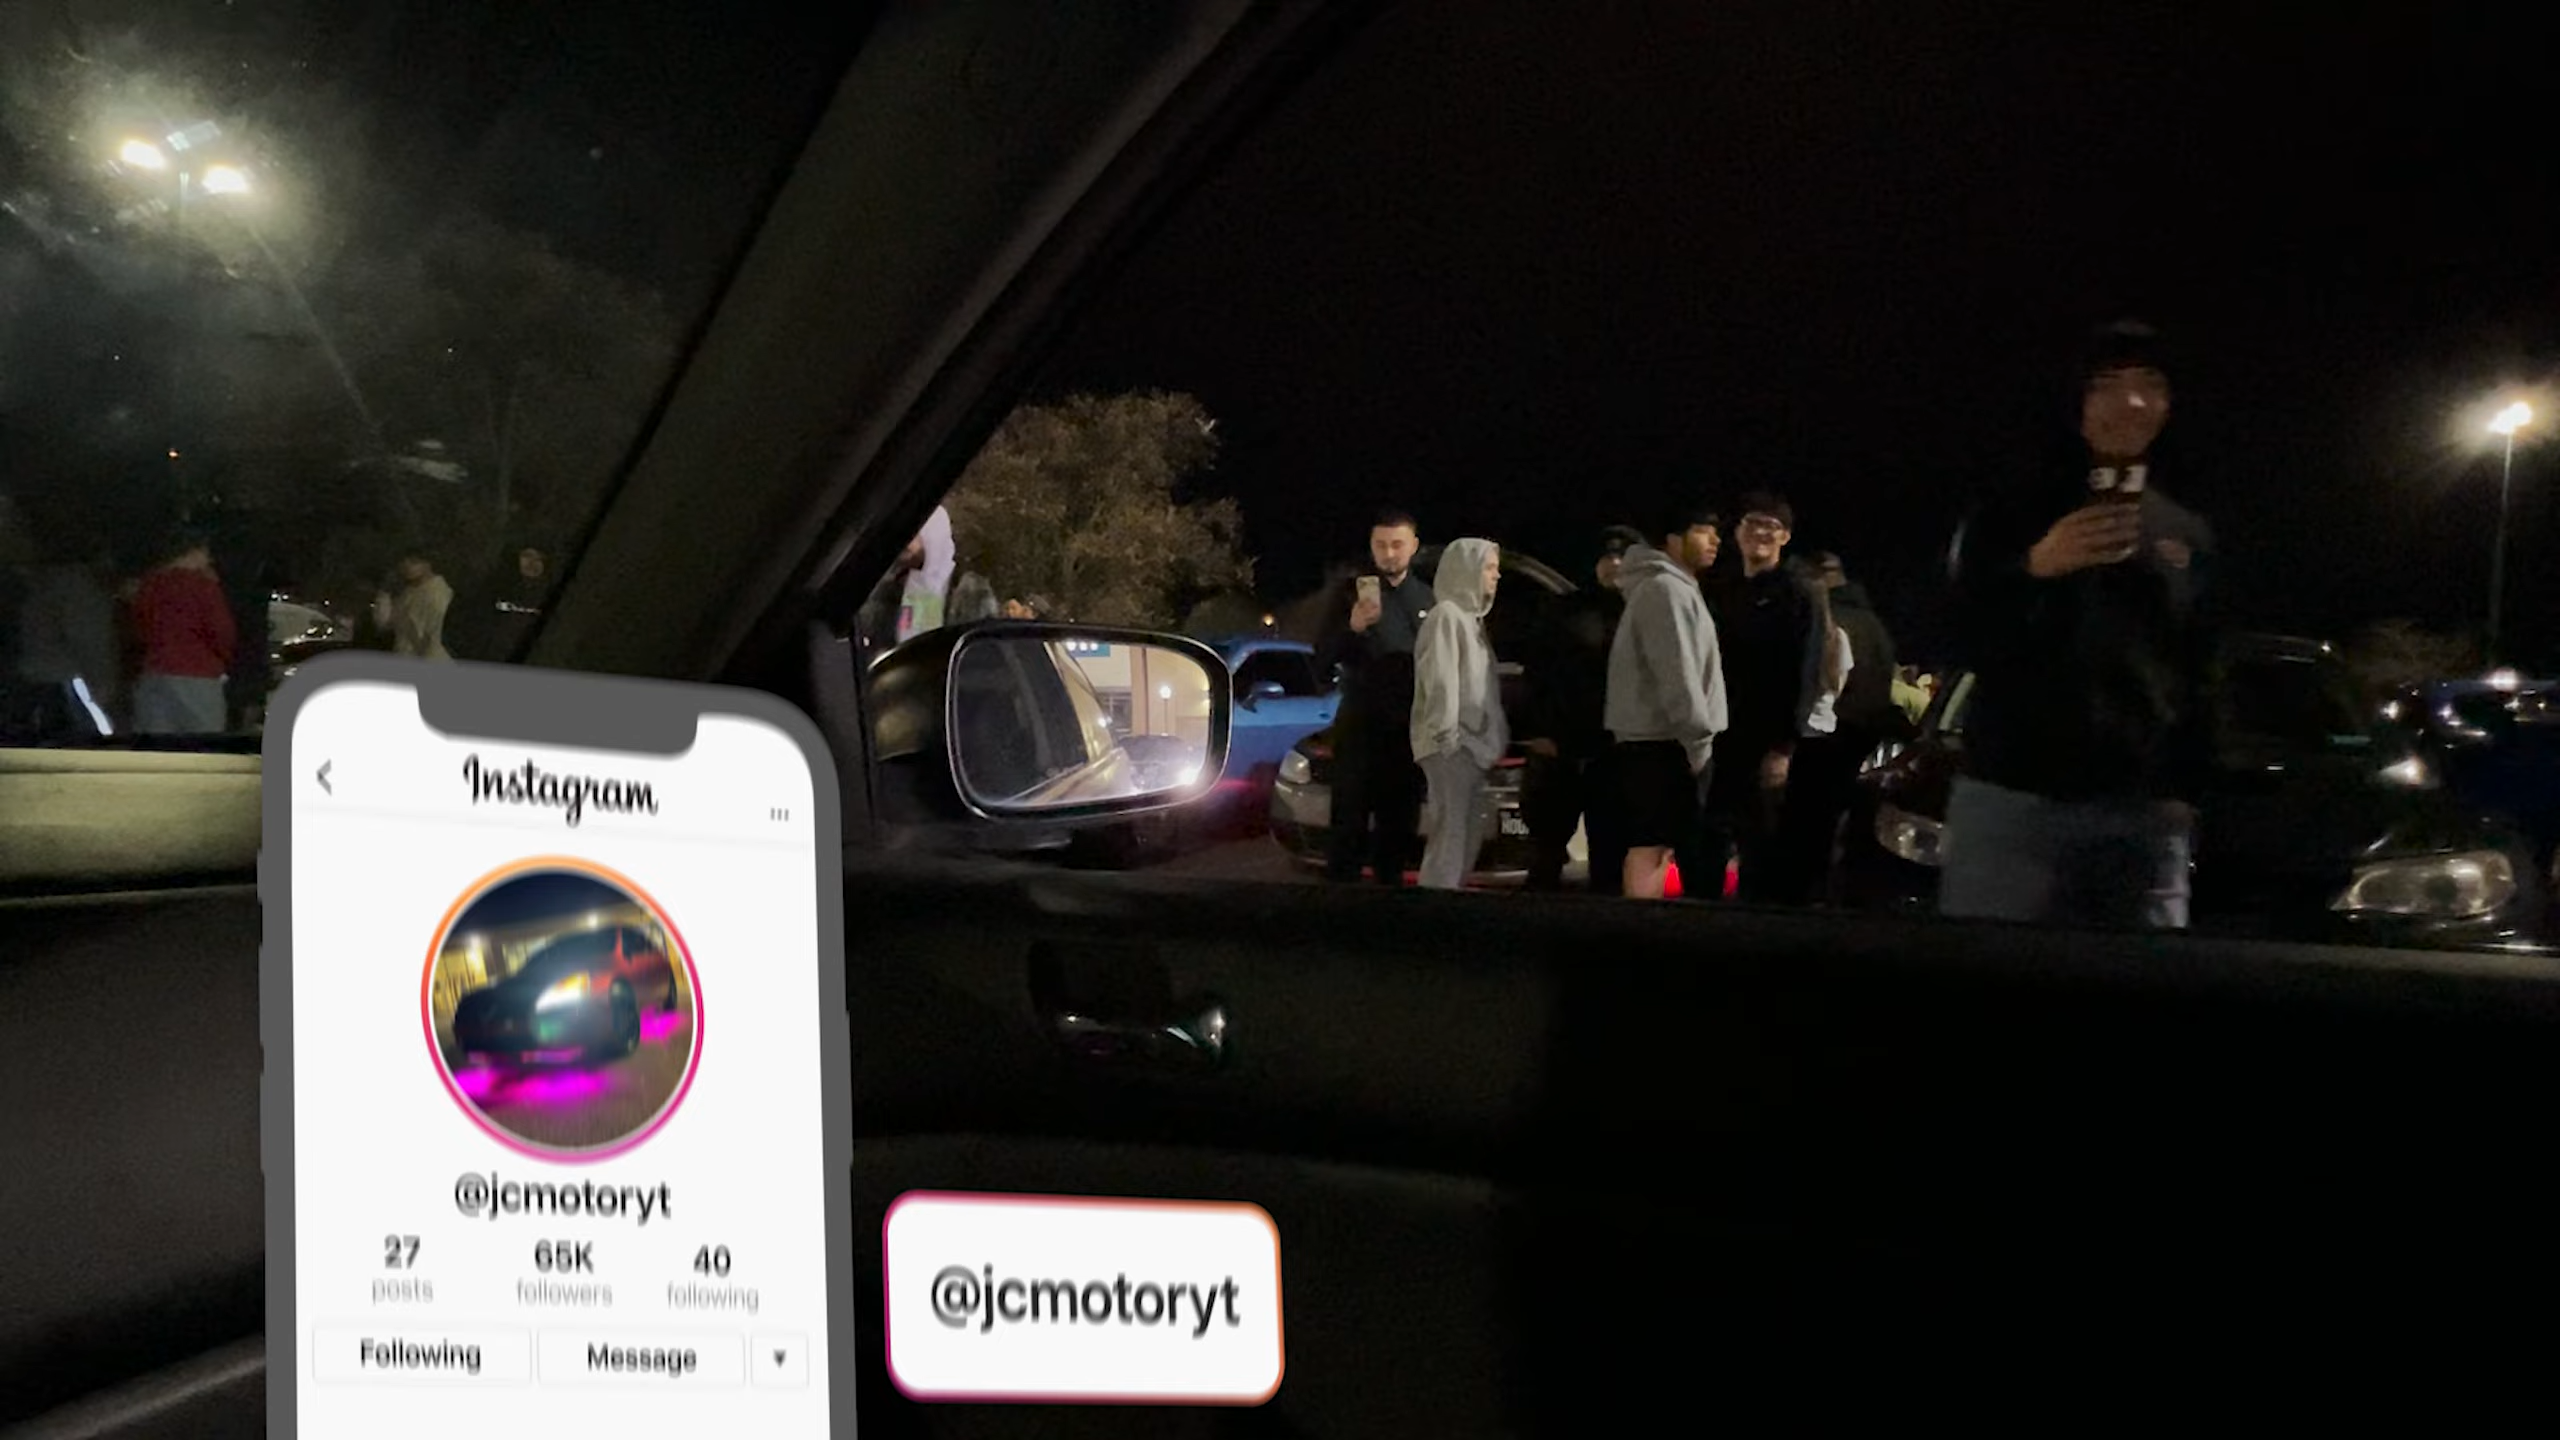 Instagram
@jcmotoryt
27 65K 40
posts followers following
Following Message
@jcmotoryt